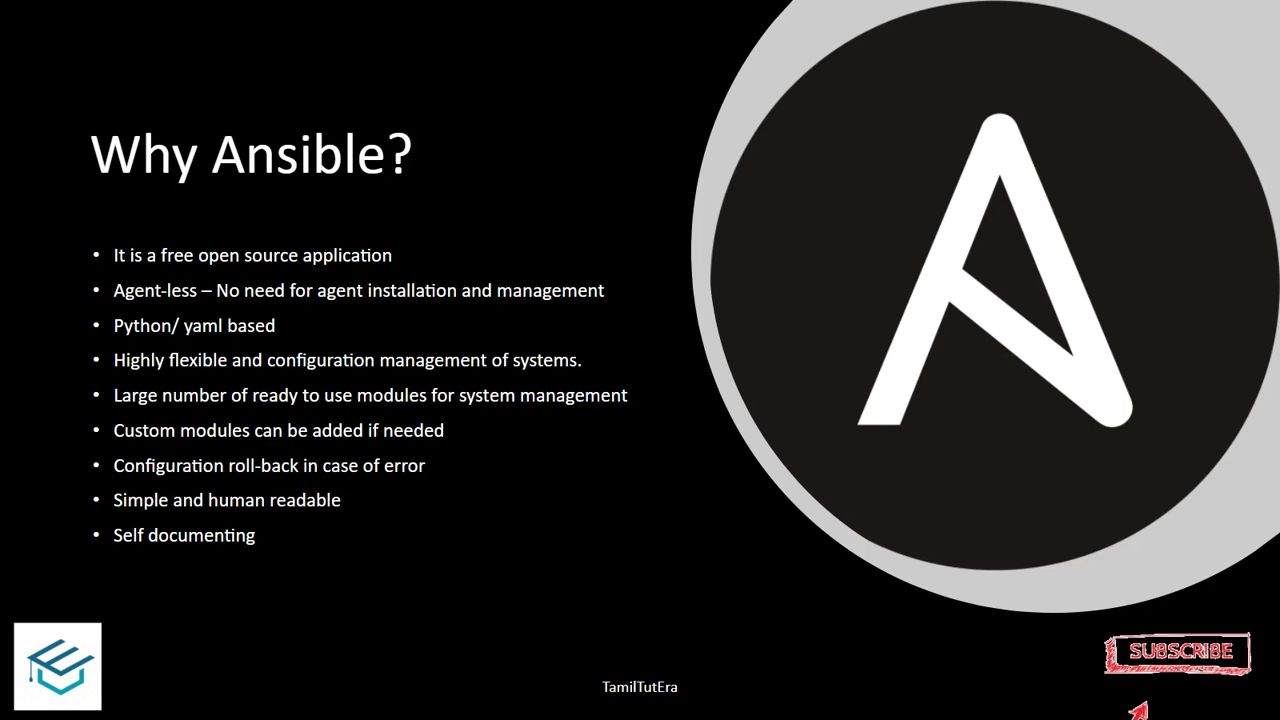 Why Ansible?
• It is a free open source application
• Agent-less – No need for agent installation and management
• Python/ yaml based
• Highly flexible and configuration management of systems.
• Large number of ready to use modules for system management
• Custom modules can be added if needed
• Configuration roll-back in case of error
• Simple and human readable
• Self documenting
SUBSCRIBE
TamilTutEra